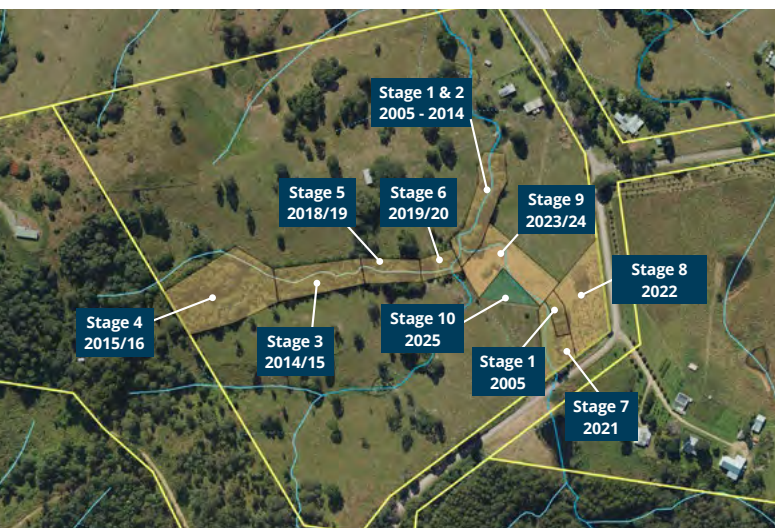 Stage 1 & 2
2005 - 2014
Stage 5
2018/19
Stage 6
2019/20
Stage 9
2023/24
Stage 8
2022
Stage 4
2015/16
Stage 3
2014/15
Stage 10
2025
Stage 1
2005
Stage 7
2021